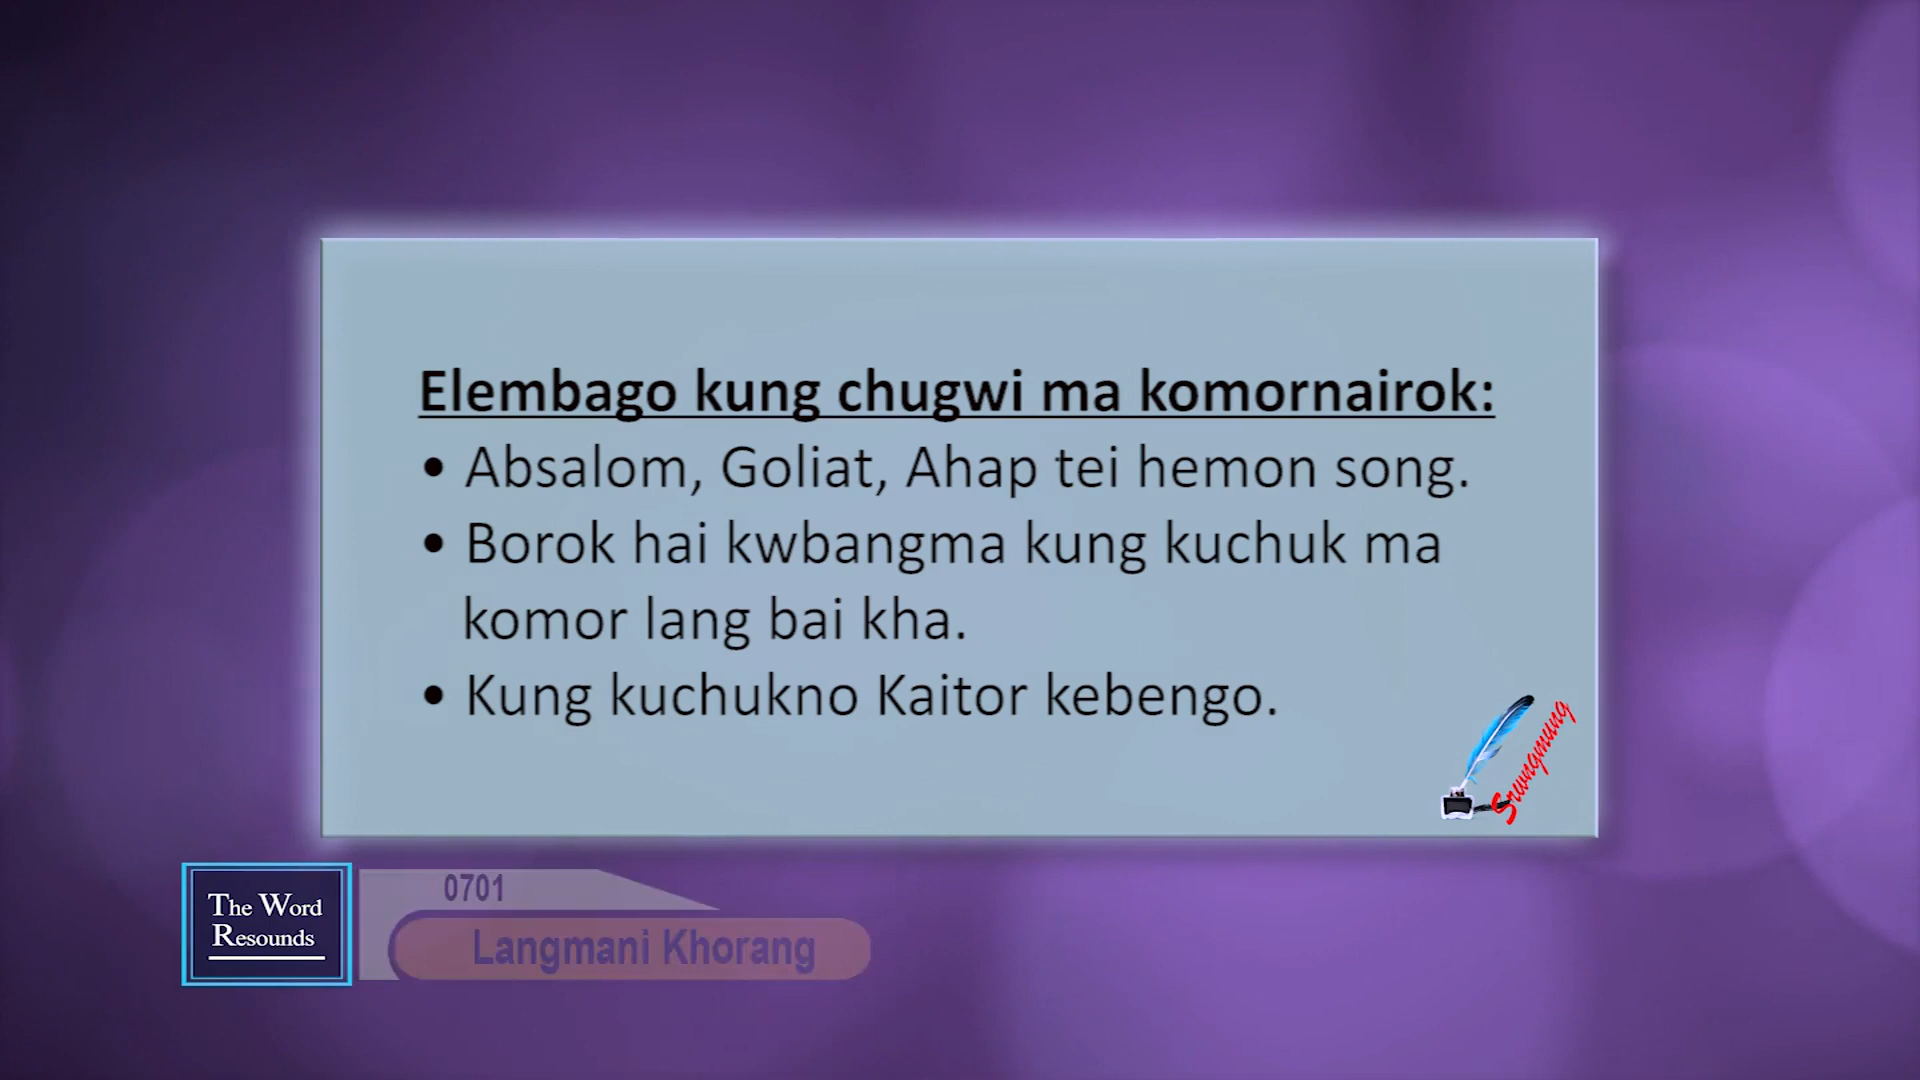 Elembago kung chugwi ma komornairok:
• Absalom, Goliat, Ahap tei hemon song.
• Borok hai kwbangma kung kuchuk ma
komor lang bai kha.
• Kung kuchukno Kaitor kebengo.
Srwngmung
The Word
Resounds
0701
Langmani Khorang